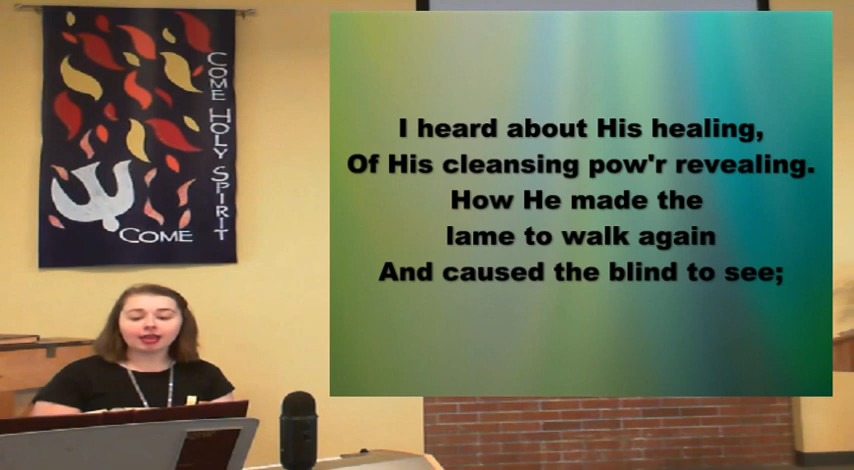 COME HOLY SPIRIT
COME
I heard about His healing,
Of His cleansing pow'r revealing.
How He made the
lame to walk again
And caused the blind to see;